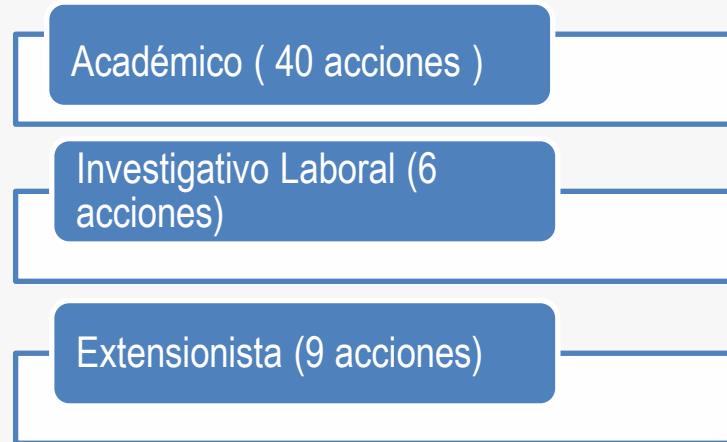 Académico ( 40 acciones )
Investigativo Laboral (6
acciones)
Extensionista (9 acciones)